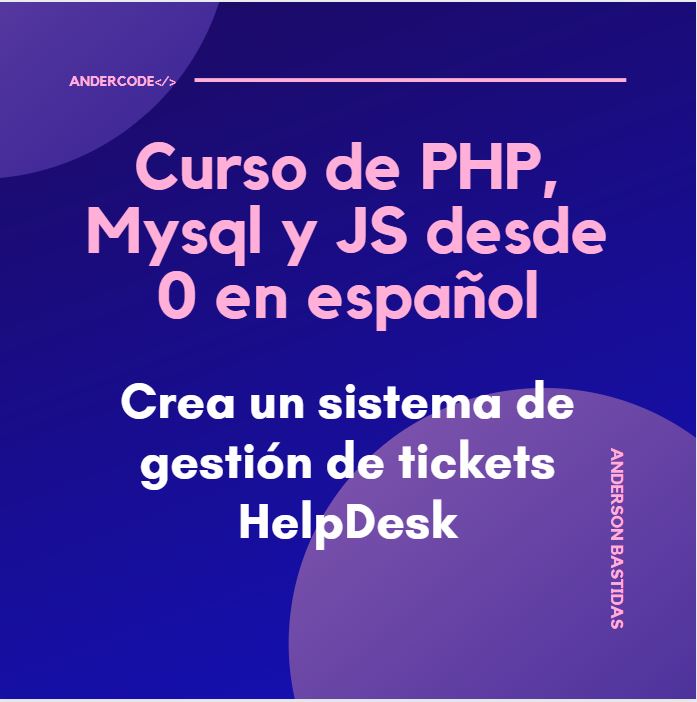 ANDERCODE</>
Curso de PHP,
Mysql y JS desde
0 en español
Crea un sistema de
gestión de tickets
HelpDesk
ANDERSON BASTIDAS